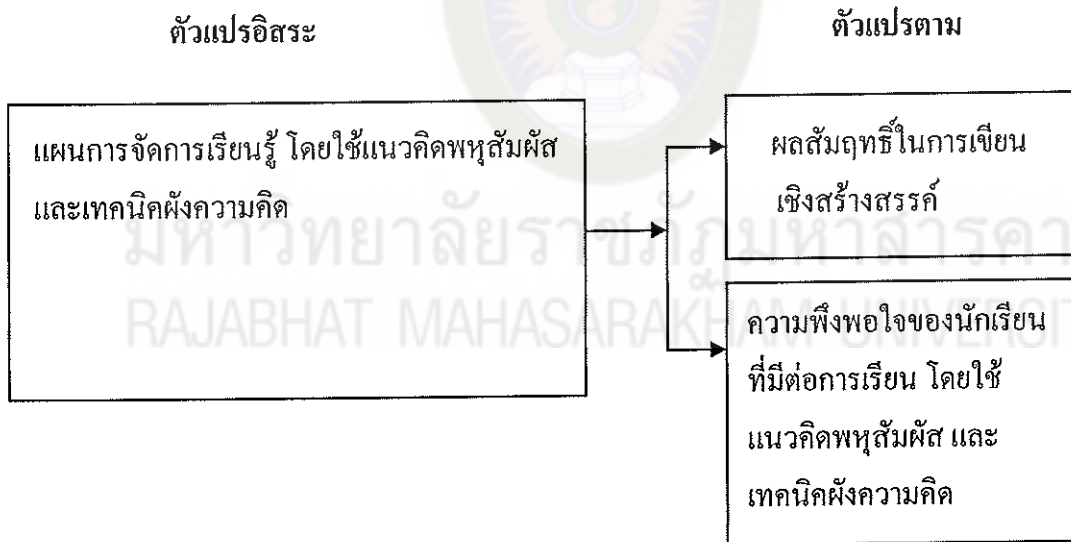 ตัวแปรอิสระ
ตัวแปรตาม
แผนการจัดการเรียนรู้ โดยใช้แนวคิดพหุสัมผัส
และเทคนิคผังความคิด
ผลสัมฤทธิ์ในการเขียน
เชิงสร้างสรรค์
ความพึงพอใจของนักเรียน
ที่มีต่อการเรียน โดยใช้
แนวคิดพหุสัมผัส และ
เทคนิคผังความคิด
มหาวิทยาลัยราชภัฏมหาสารคา
RAJABHAT MAHASARAKHAM UNIVERSIT